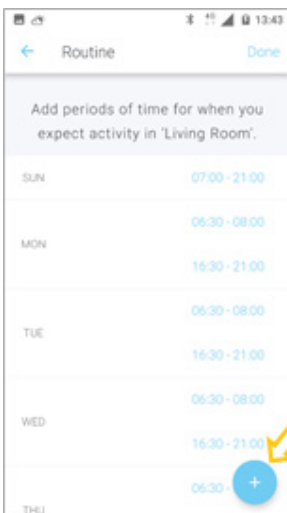 13:43
Routine Done
Add periods of time for when you
expect activity in 'Living Room'.
SUN 07:00 - 21:00
06:30 - 08:00
MON
16:30 - 21:00
06:30 - 08:00
TUE
16:30 - 21:00
06:30 - 08:00
WED
16:30 - 21:00
06:30 -
THU